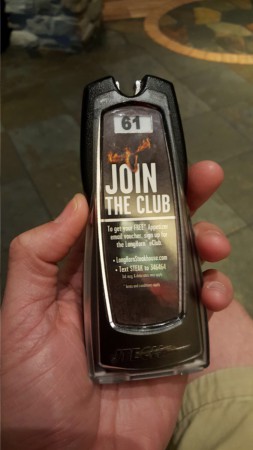 61
JOIN
THE CLUB
To get your FREE* Appetizer
email voucher, sign up for
the LongHorn® eClub.
• LongHornSteakhouse.com
• Text STEAK to 346464